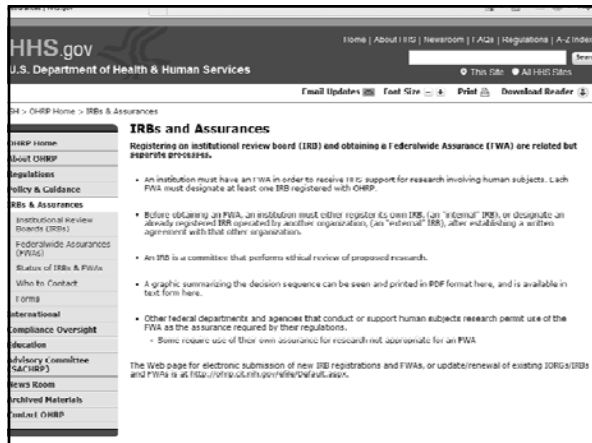 HHS.gov
U.S. Department of Health & Human Services
Home | About HHS | Newsroom | FAQs | Regulations | A-Z Index
This Site All HHS Sites
Email Updates Font Size Print Download Reader
> OHRP Home > IRBs & Assurances
OHRP Home
About OHRP
Regulations
Policy & Guidance
IRBs & Assurances
Institutional Review
Boards (IRBs)
Federalwide Assurances
(FWAs)
Status of IRBs & FWAs
Who to Contact
Forms
International
Compliance Oversight
Education
Advisory Committee
(SACHRP)
News Room
Archived Materials
Contact OHRP
IRBs and Assurances
Registering an institutional review board (IRB) and obtaining a Federalwide Assurance (FWA) are related but
separate processes.
• An institution must have an FWA in order to receive HHS support for research involving human subjects. Each
FWA must designate at least one IRB registered with OHRP.
• Before obtaining an FWA, an institution must either register its own IRB, (an "internal" IRB), or designate an
already registered IRB operated by another organization, (an "external" IRB), after establishing a written
agreement with that other organization.
• An IRB is a committee that performs ethical review of proposed research.
• A graphic summarizing the decision sequence can be seen and printed in PDF format here, and is available in
text form here.
• Other federal departments and agencies that conduct or support human subjects research permit use of the
FWA as the assurance required by their regulations.
Some require use of their own assurance for research not appropriate for an FWA
The Web page for electronic submission of new IRB registrations and FWAs, or update/renewal of existing IORGs/IRBs
and FWAs is at http://ohrp.cit.nih.gov/efile/Default.aspx.